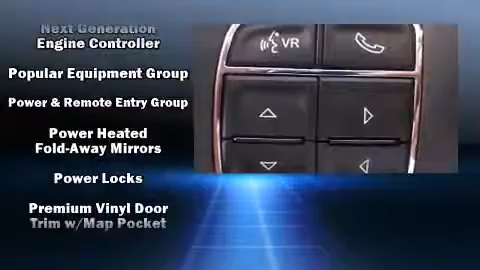 Next Generation
Engine Controller
Popular Equipment Group
Power & Remote Entry Group
Power Heated
Fold-Away Mirrors
Power Locks
Premium Vinyl Door
Trim w/Map Pocket
VR